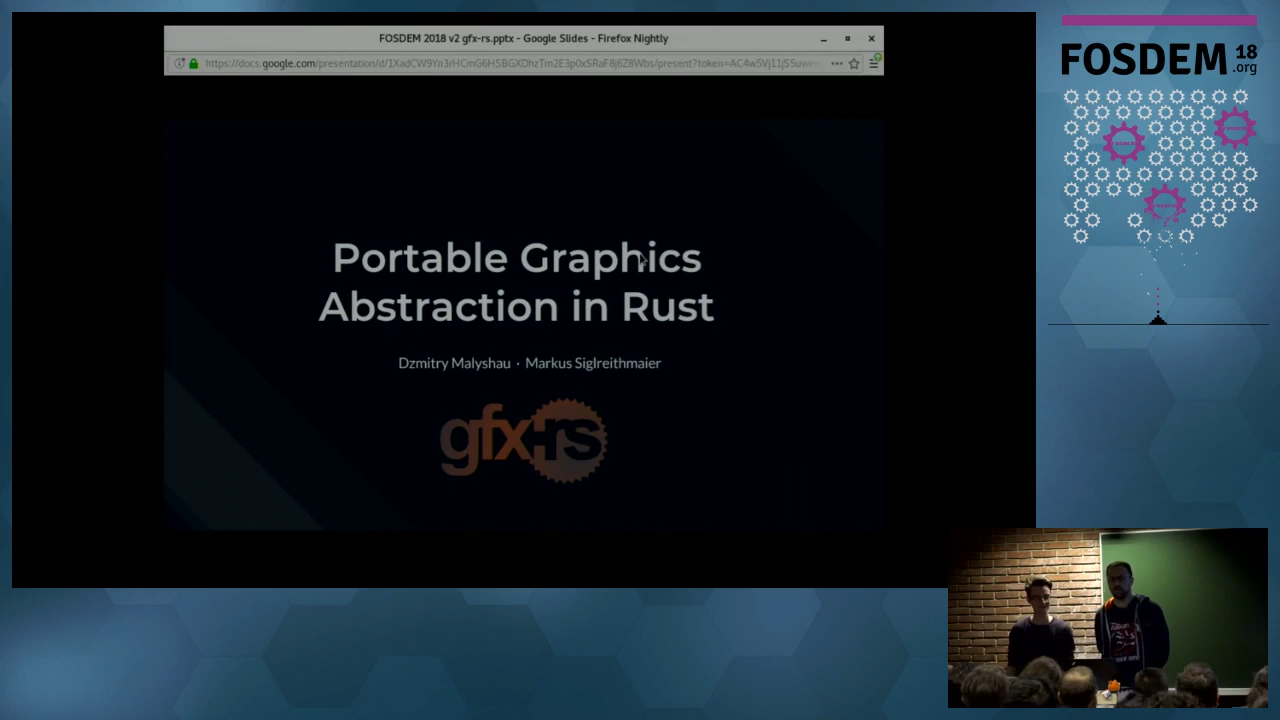 FOSDEM 2018 v2 gfx-rs.pptx - Google Slides - Firefox Nightly
Portable Graphics
Abstraction in Rust
Dzmitry Malyshau · Markus Siglreithmaier
gfx-rs
FOSDEM 18
.org